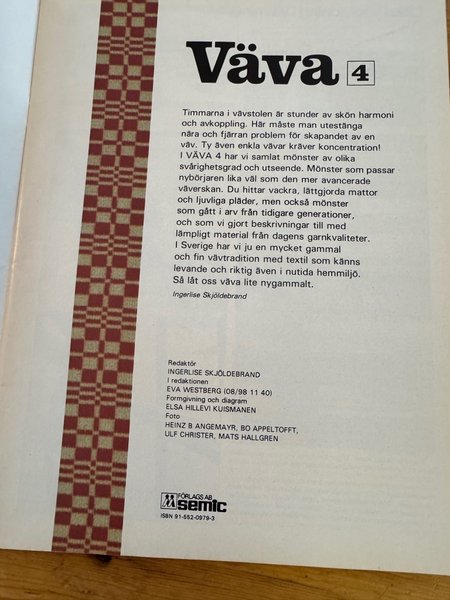 Väva 4
Timmarna i vävstolen är stunder av skön harmoni
och avkoppling. Här måste man utestänga
nära och fjärran problem för skapandet av en
väv. Ty även enkla vävar kräver koncentration!
I VÄVA 4 har vi samlat mönster av olika
svårighetsgrad och utseende. Mönster som passar
nybörjaren lika väl som den mer avancerade
väverskan. Du hittar vackra, lättgjorda mattor
och ljuvliga pläder, men också mönster
som gått i arv från tidigare generationer,
och som vi gjort beskrivningar till med
lämpligt material från dagens garnkvaliteter.
I Sverige har vi ju en mycket gammal
och fin vävtradition med textil som känns
levande och riktig även i nutida hemmiljö.
Så låt oss väva lite nygammalt.
Ingerlise Skjöldebrand
Redaktör
INGERLISE SKJÖLDEBRAND
I redaktionen
EVA WESTBERG (08/98 11 40)
Formgivning och diagram
ELSA HILLEVI KUISMANEN
Foto
HEINZ B ANGEMAYR, BO APPELTOFFT,
ULF CHRISTER, MATS HALLGREN
FÖRLAGS AB
semic
ISBN 91-552-0979-3